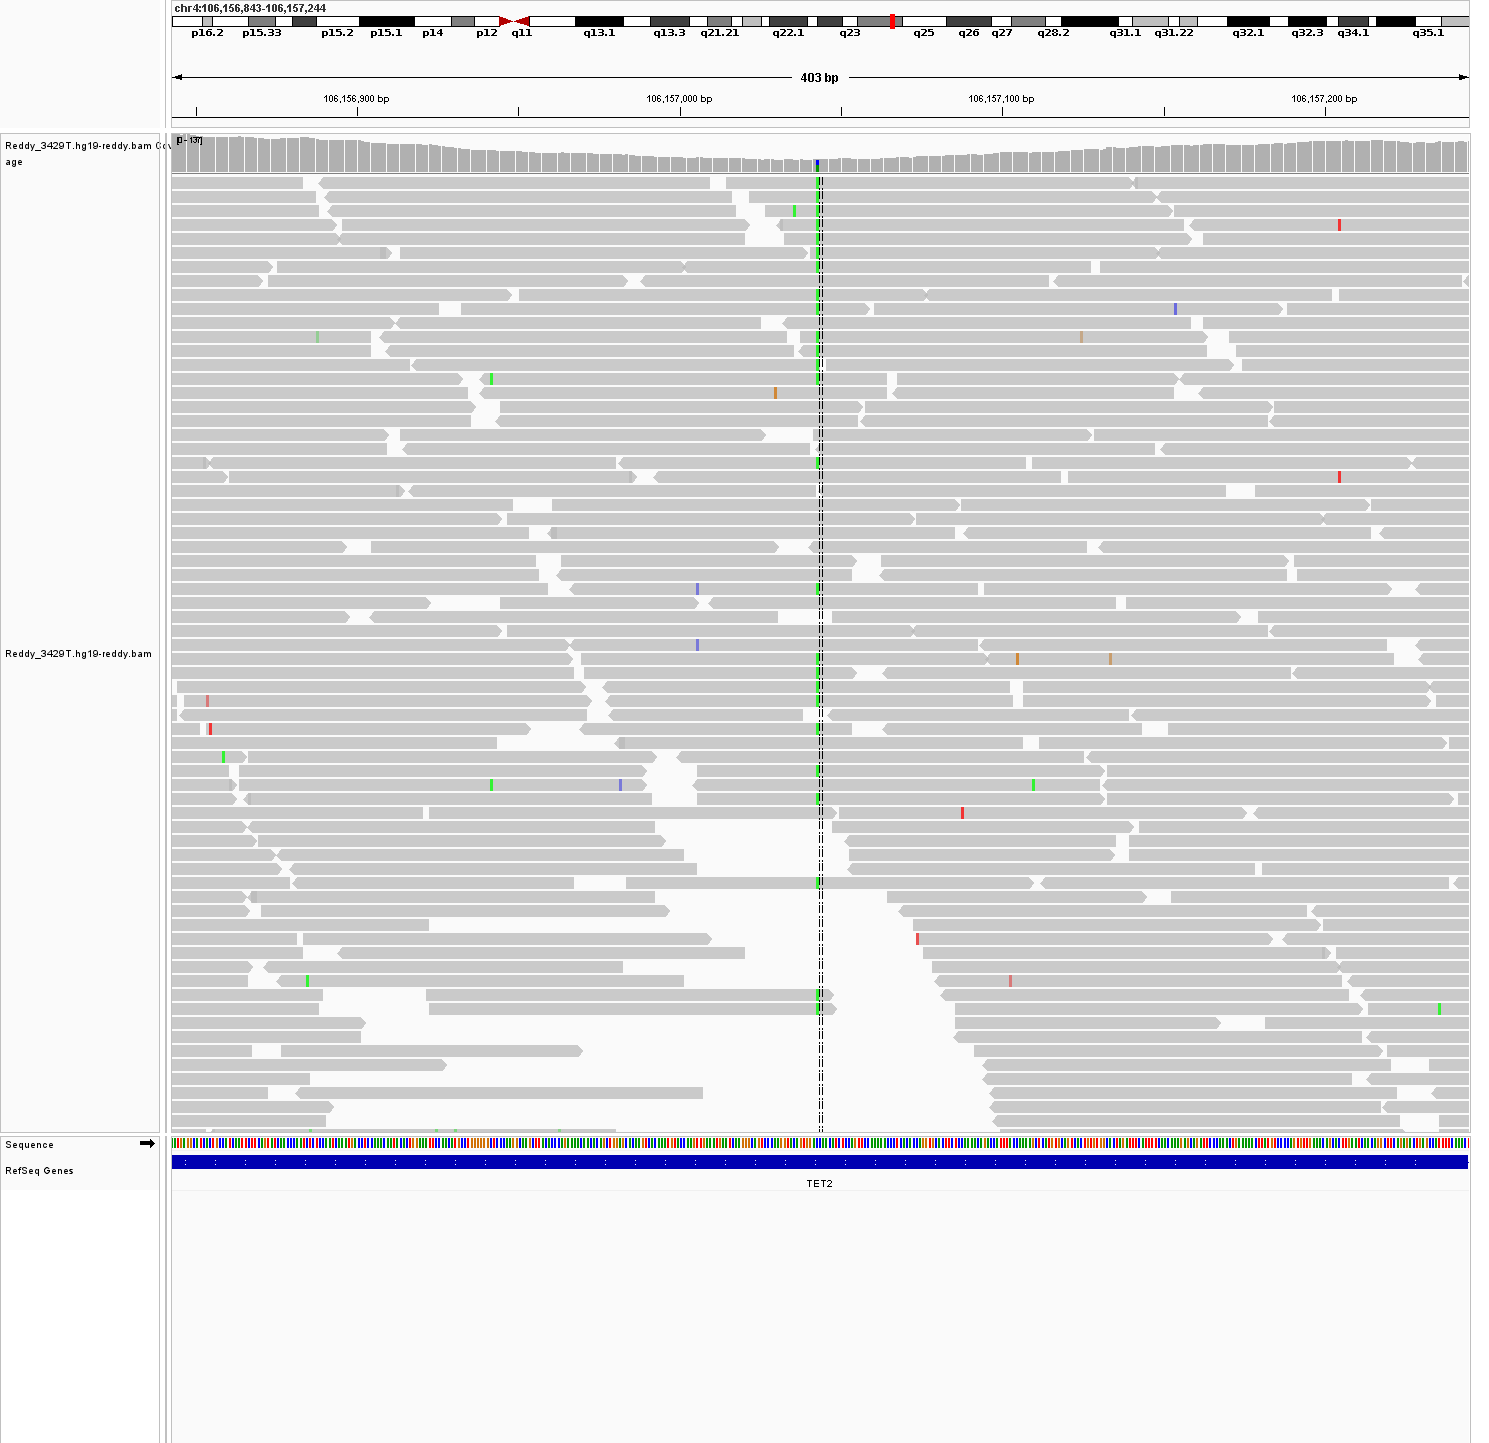 chr4:106,156,843-106,157,244
p16.2 p15.33 p15.2 p15.1 p14 p12 q11 q13.1 q13.3 q21.21 q22.1 q23 q25 q26 q27 q28.2 q31.1 q31.22 q32.1 q32.3 q34.1 q35.1
403 bp
106,156,900 bp 106,157,000 bp 106,157,100 bp 106,157,200 bp
[0 - 137]
Reddy_3429T.hg19-reddy.bam Cov
age
Reddy_3429T.hg19-reddy.bam
Sequence
RefSeq Genes
TET2